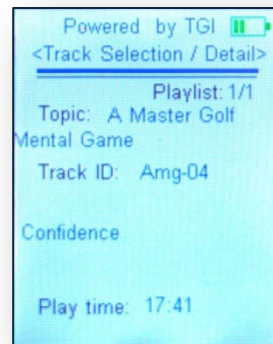 Powered by TGI
<Track Selection / Detail>
Playlist: 1/1
Topic: A Master Golf
Mental Game
Track ID: Amg-04
Confidence
Play time: 17:41